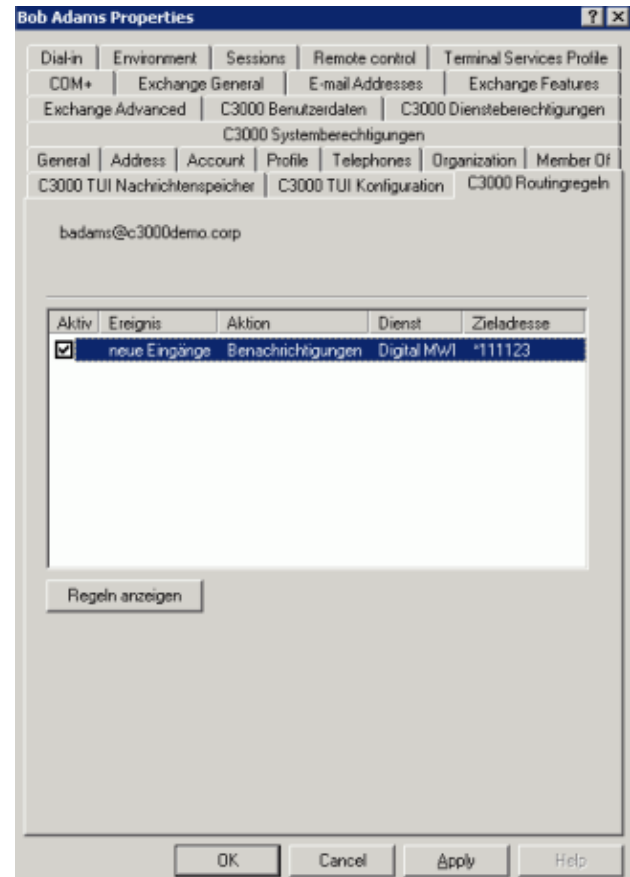 Bob Adams Properties
Dial-in Environment Sessions Remote control Terminal Services Profile
COM+ Exchange General E-mail Addresses Exchange Features
Exchange Advanced C3000 Benutzerdaten C3000 Diensteberechtigungen
C3000 Systemberechtigungen
General Address Account Profile Telephones Organization Member Of
C3000 TUI Nachrichtenspeicher C3000 TUI Konfiguration C3000 Routingregeln
badams@c3000demo.corp
Aktiv Ereignis Aktion Dienst Zieladresse
neue Eingänge Benachrichtigungen Digital MWI *111123
Regeln anzeigen
OK Cancel Apply Help